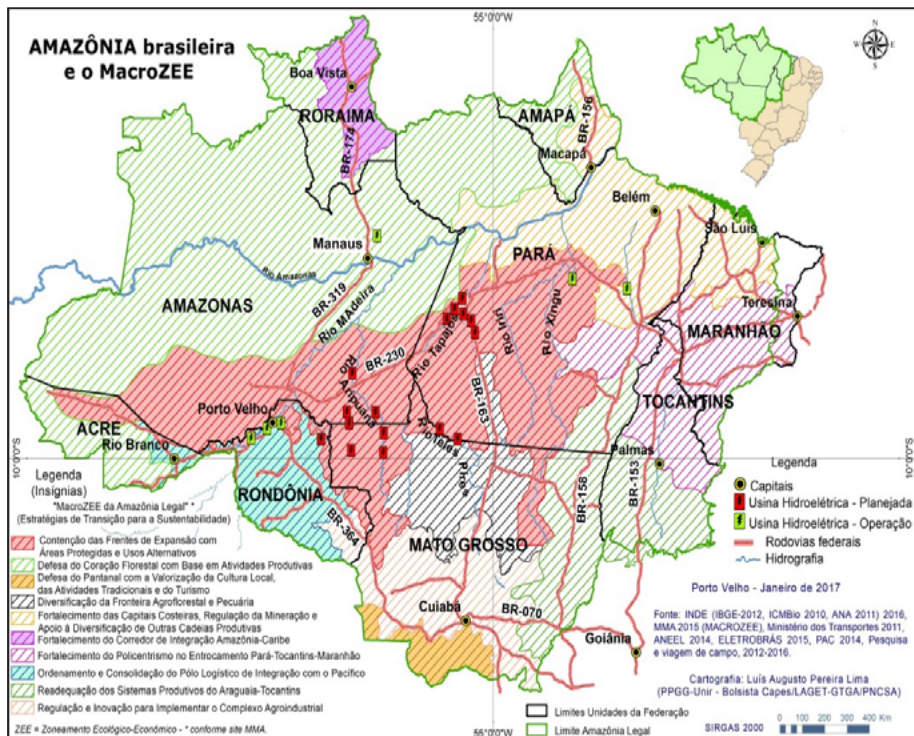 55°0'0"W
AMAZÔNIA brasileira
e o MacroZEE
N
W
E
S
Boa Vista
RORAIMA
BR-174
AMAPÁ
BR-156
Macapá
Belém
São Luis
Manaus
Rio Amazonas
PARÁ
AMAZONAS
BR-319
Rio MAdeira
Rio Tapajós
Rio Iriri
Rio Xingu
Teresina
MARANHÃO
BR-230
Rio
Aripuanã
BR-163
TOCANTINS
Porto Velho
ACRE
Rio Branco
10°0'0"S
10°0'0"S
Rio Teles
Pires
Palmas
BR-158
BR-153
RONDÔNIA
BR-364
MATO GROSSO
Cuiabá
BR-070
Goiânia
Legenda
(Insígnias)
"MacroZEE da Amazônia Legal" *
(Estratégias de Transição para a Sustentabilidade)
Contenção das Frentes de Expansão com
Áreas Protegidas e Usos Alternativos
Defesa do Coração Florestal com Base em Atividades Produtivas
Defesa do Pantanal com a Valorização da Cultura Local,
das Atividades Tradicionais e do Turismo
Diversificação da Fronteira Agroflorestal e Pecuária
Fortalecimento das Capitais Costeiras, Regulação da Mineração e
Apoio à Diversificação de Outras Cadeias Produtivas
Fortalecimento do Corredor de Integração Amazônia-Caribe
Fortalecimento do Policentrismo no Entrocamento Pará-Tocantins-Maranhão
Ordenamento e Consolidação do Pólo Logístico de Integração com o Pacífico
Readequação dos Sistemas Produtivos do Araguaia-Tocantins
Regulação e Inovação para Implementar o Complexo Agroindustrial
ZEE = Zoneamento Ecológico-Econômico - * conforme site MMA.
Legenda
Capitais
Usina Hidroelétrica - Planejada
Usina Hidroelétrica - Operação
Rodovias federais
Hidrografia
Porto Velho - Janeiro de 2017
Fonte: INDE (IBGE-2012, ICMBio 2010, ANA 2011) 2016,
MMA 2015 (MACROZEE), Ministério dos Transportes 2011,
ANEEL 2014, ELETROBRÁS 2015, PAC 2014, Pesquisa
e viagem de campo, 2012-2016.
Cartografia: Luís Augusto Pereira Lima
(PPGG-Unir - Bolsista Capes/LAGET-GTGA/PNCSA)
Limites Unidades da Federação
Limite Amazônia Legal
SIRGAS 2000
0 50 100 200 300 400 Km
55°0'0"W